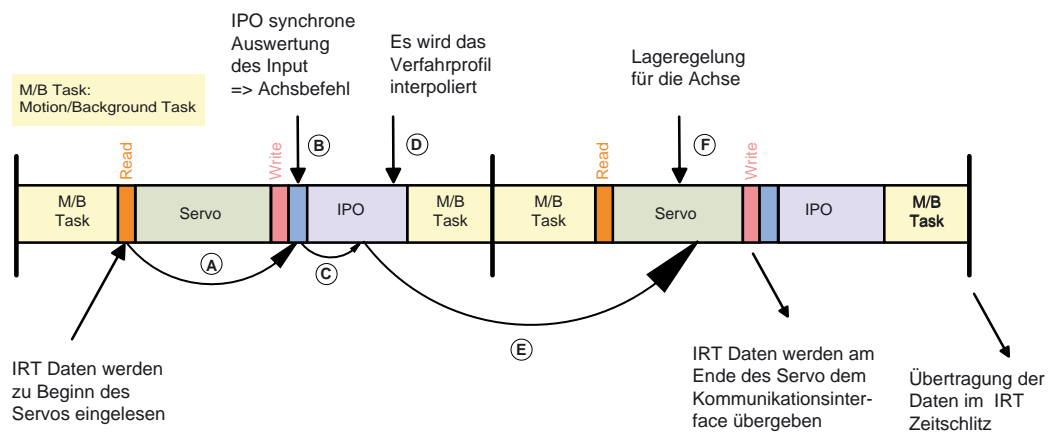 IPO synchrone
Auswertung
des Input
=> Achsbefehl
Es wird das
Verfahrprofil
interpoliert
Lageregelung
für die Achse
M/B Task:
Motion/Background Task
B
D
F
Read
Write
Read
Write
M/B
Task
Servo
IPO
M/B
Task
M/B
Task
Servo
IPO
M/B
Task
A
C
E
IRT Daten werden
zu Beginn des
Servos eingelesen
IRT Daten werden am
Ende des Servo dem
Kommunikationsinter-
face übergeben
Übertragung der
Daten im IRT
Zeitschlitz